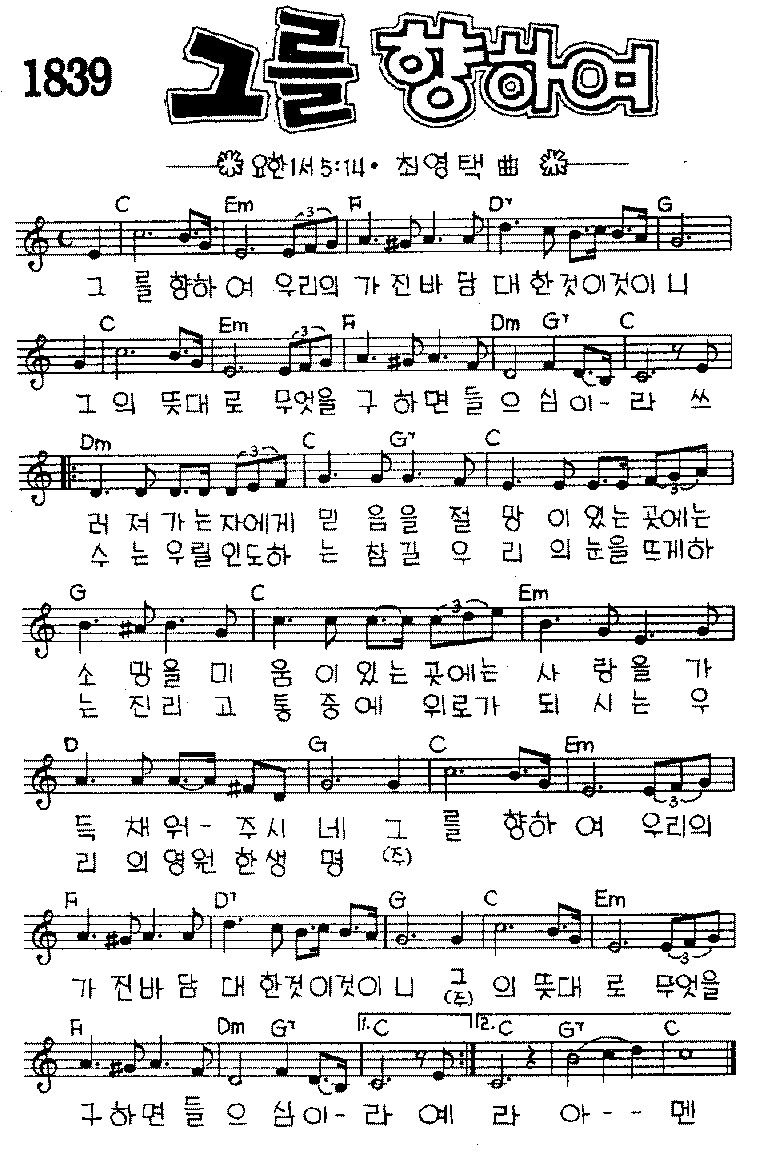 1839
그를 향하여
요한1서 5:14 · 최영택 曲
C Em A D7 G
그 를 향하 여 우리의 가 진바 담 대 한것이것이 니
C Em A Dm G7 C
그 의 뜻대 로 무엇을 구 하면 들 으 심 이- 라 쓰
Dm C G7 C
러 져 가 는자에게 믿 음을 절 망 이 있는 곳에는
수 는 우릴 인도하 는 참길 우 리 의 눈을 뜨게하
G C Em
소 망을 미 움 이 있 는 곳에는 사 랑을 가
는 진리 고 통 중 에 위로가 되 시는 우
D G C Em
득 채 워- 주시 네 그 를 향하 여 우리의
리 의 영원 한생 명 (주)
A D7 G C Em
가 진바 담 대 한것이것이 니 그 의 뜻대 로 무엇을
(주)
A Dm G7 1. C 2. C G7 C
구 하면 들 으 심이- 라 예 라 아- - 멘